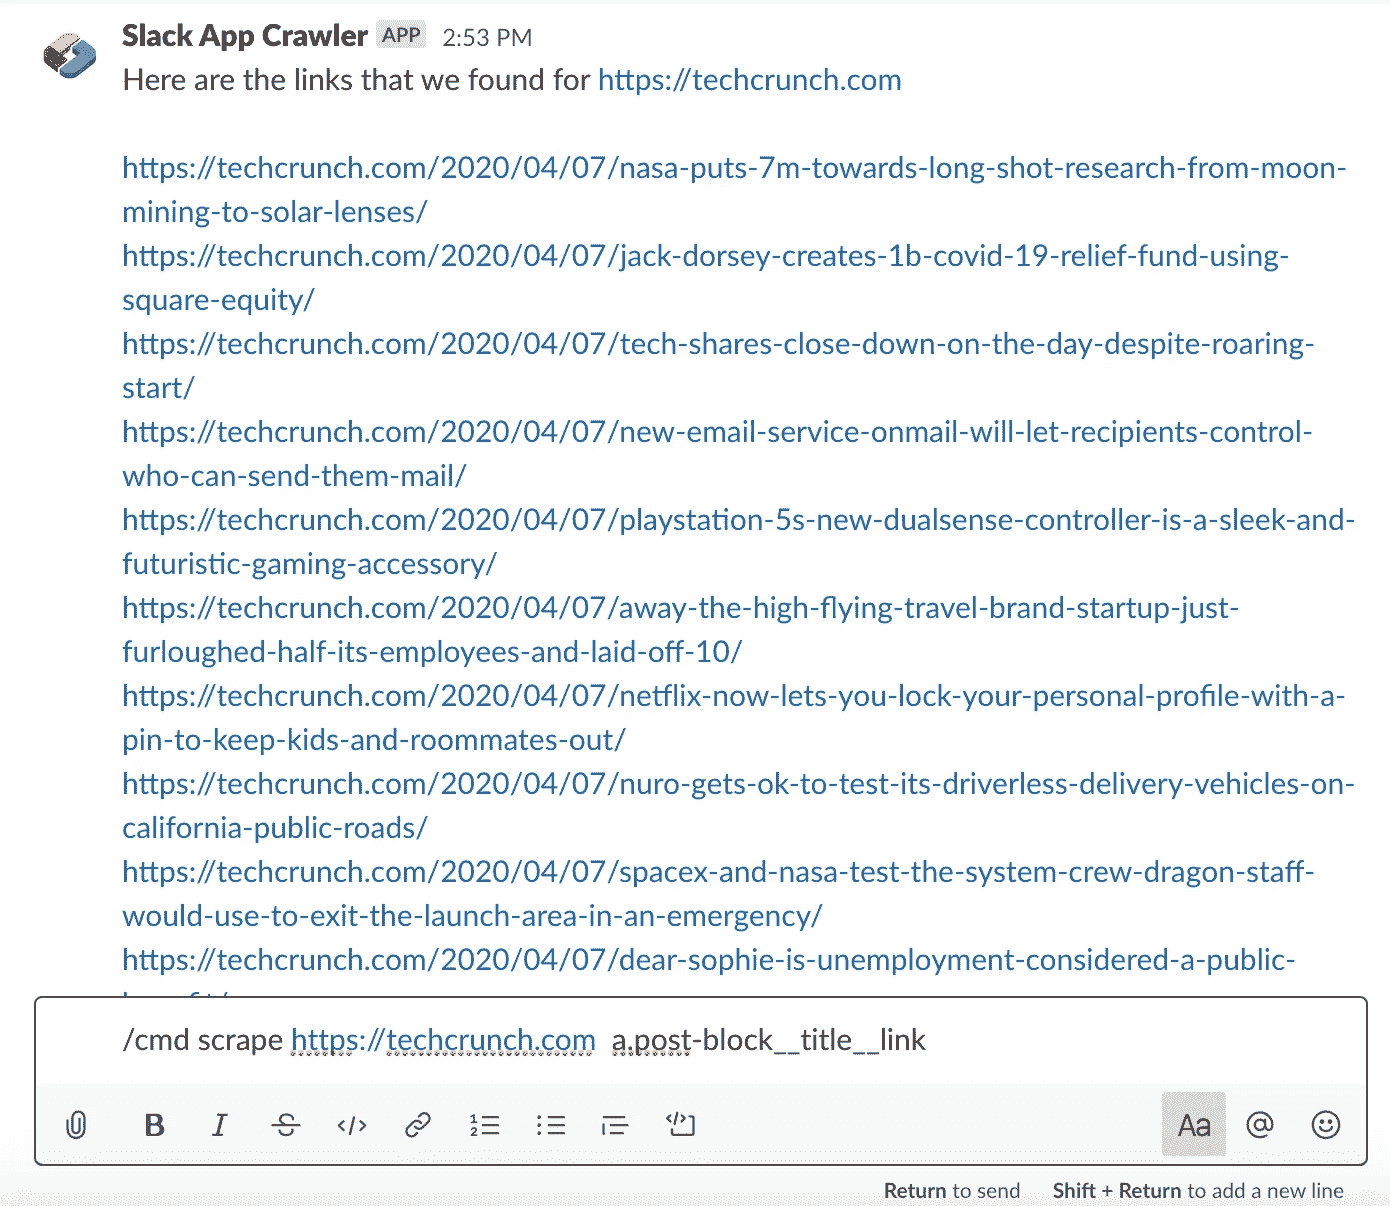 Slack App Crawler APP 2:53 PM
Here are the links that we found for https://techcrunch.com
https://techcrunch.com/2020/04/07/nasa-puts-7m-towards-long-shot-research-from-moon-
mining-to-solar-lenses/
https://techcrunch.com/2020/04/07/jack-dorsey-creates-1b-covid-19-relief-fund-using-
square-equity/
https://techcrunch.com/2020/04/07/tech-shares-close-down-on-the-day-despite-roaring-
start/
https://techcrunch.com/2020/04/07/new-email-service-onmail-will-let-recipients-control-
who-can-send-them-mail/
https://techcrunch.com/2020/04/07/playstation-5s-new-dualsense-controller-is-a-sleek-and-
futuristic-gaming-accessory/
https://techcrunch.com/2020/04/07/away-the-high-flying-travel-brand-startup-just-
furloughed-half-its-employees-and-laid-off-10/
https://techcrunch.com/2020/04/07/netflix-now-lets-you-lock-your-personal-profile-with-a-
pin-to-keep-kids-and-roommates-out/
https://techcrunch.com/2020/04/07/nuro-gets-ok-to-test-its-driverless-delivery-vehicles-on-
california-public-roads/
https://techcrunch.com/2020/04/07/spacex-and-nasa-test-the-system-crew-dragon-staff-
would-use-to-exit-the-launch-area-in-an-emergency/
https://techcrunch.com/2020/04/07/dear-sophie-is-unemployment-considered-a-public-
/cmd scrape https://techcrunch.com a.post-block__title__link
B I S </> Aa @
Return to send Shift + Return to add a new line